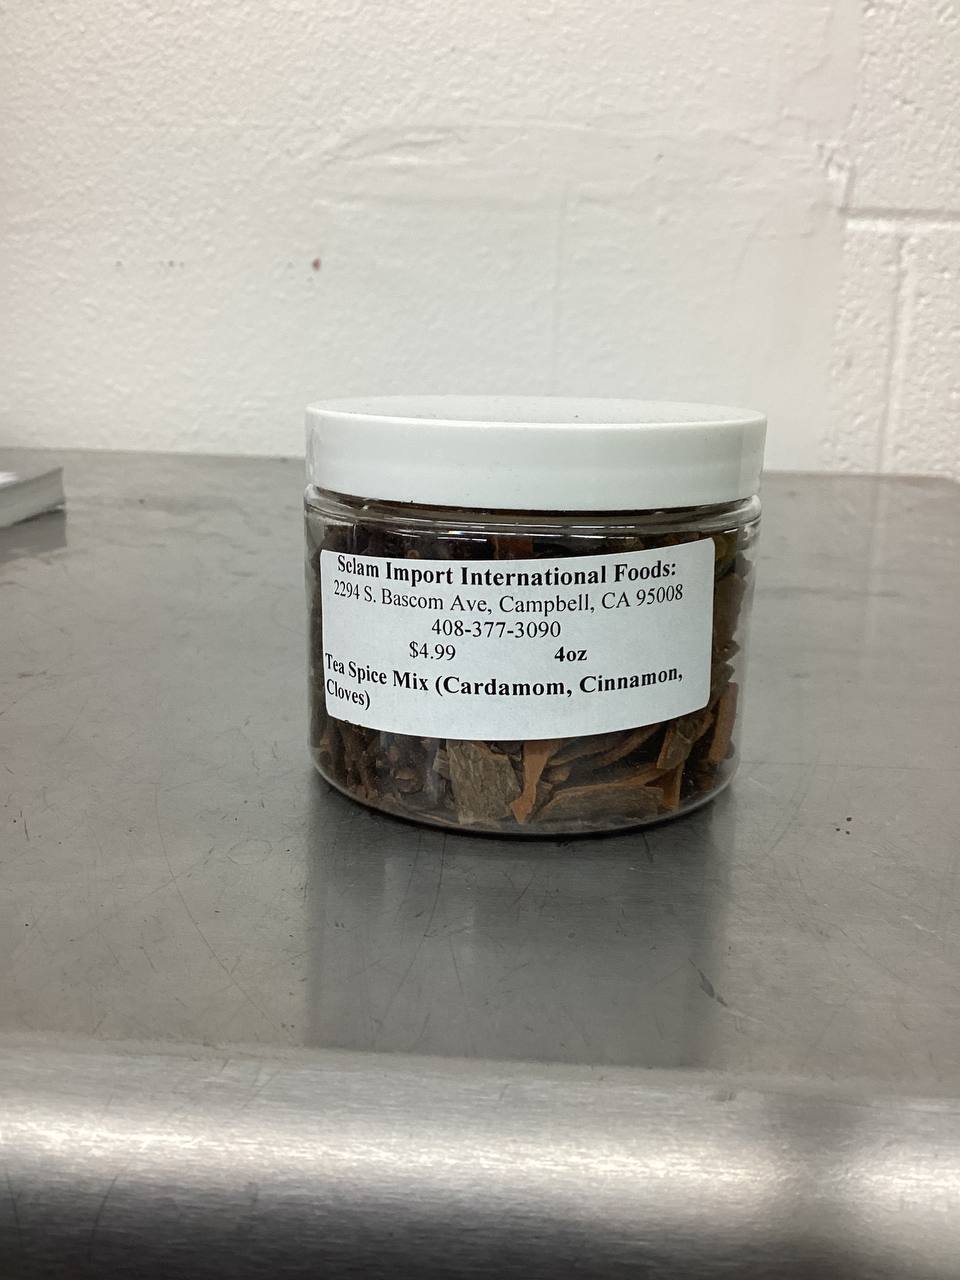 Selam Import International Foods:
2294 S. Bascom Ave, Campbell, CA 95008
408-377-3090
$4.99 4oz
Tea Spice Mix (Cardamom, Cinnamon,
Cloves)